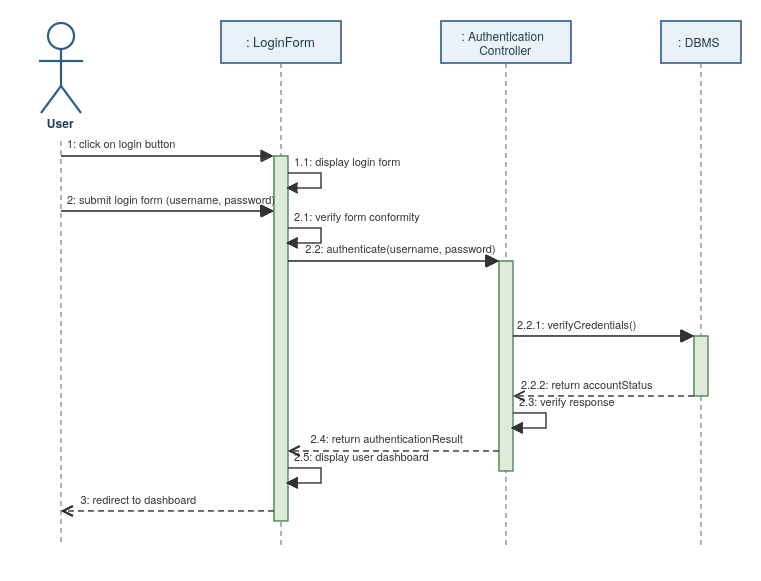 : LoginForm
: Authentication
Controller
: DBMS
User
1: click on login button
1.1: display login form
2: submit login form (username, password)
2.1: verify form conformity
2.2: authenticate(username, password)
2.2.1: verifyCredentials()
2.2.2: return accountStatus
2.3: verify response
2.4: return authenticationResult
2.5: display user dashboard
3: redirect to dashboard